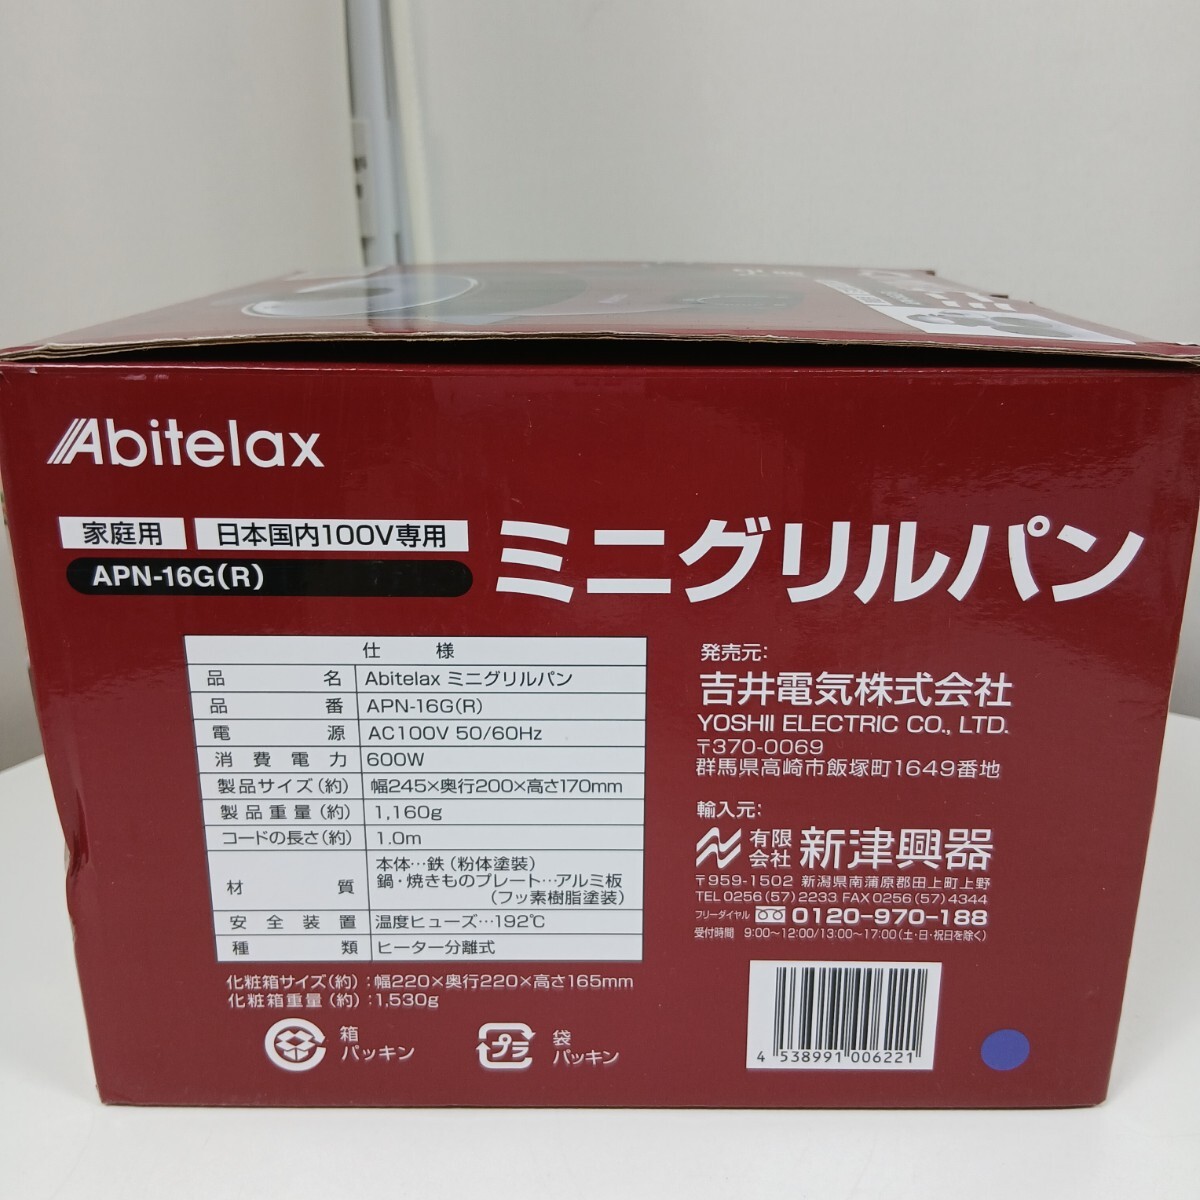 Abitelax
家庭用 日本国内100V専用
APN-16G(R)
ミニグリルパン
仕 様
品 名 Abitelax ミニグリルパン
品 番 APN-16G(R)
電 源 AC100V 50/60Hz
消 費 電 力 600W
製品サイズ(約) 幅245×奥行200×高さ170mm
製品重量(約) 1,160g
コードの長さ(約) 1.0m
材 質 本体…鉄(粉体塗装)
鍋・焼きものプレート…アルミ板
(フッ素樹脂塗装)
安 全 装 置 温度ヒューズ…192℃
種 類 ヒーター分離式
化粧箱サイズ(約):幅220×奥行220×高さ165mm
化粧箱重量(約):1,530g
箱
パッキン
プラ
袋
パッキン
発売元:
吉井電気株式会社
YOSHII ELECTRIC CO., LTD.
〒370-0069
群馬県高崎市飯塚町1649番地
輸入元:
有限会社 新津興器
〒959-1502 新潟県南蒲原郡田上町上野
TEL 0256(57)2233 FAX 0256(57)4344
フリーダイヤル 0120-970-188
受付時間 9:00~12:00/13:00~17:00(土・日・祝日を除く)
4 538991 006221